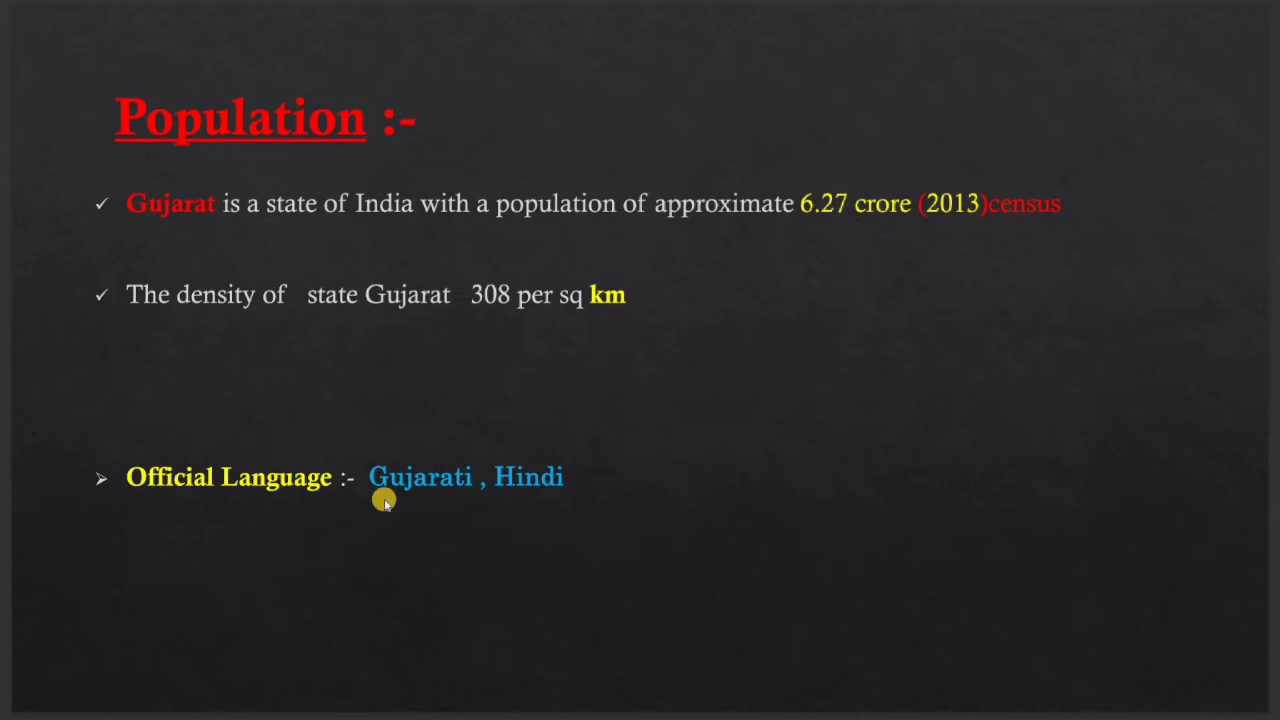 Population :-
Gujarat is a state of India with a population of approximate 6.27 crore (2013)census
The density of state Gujarat 308 per sq km
Official Language :- Gujarati , Hindi